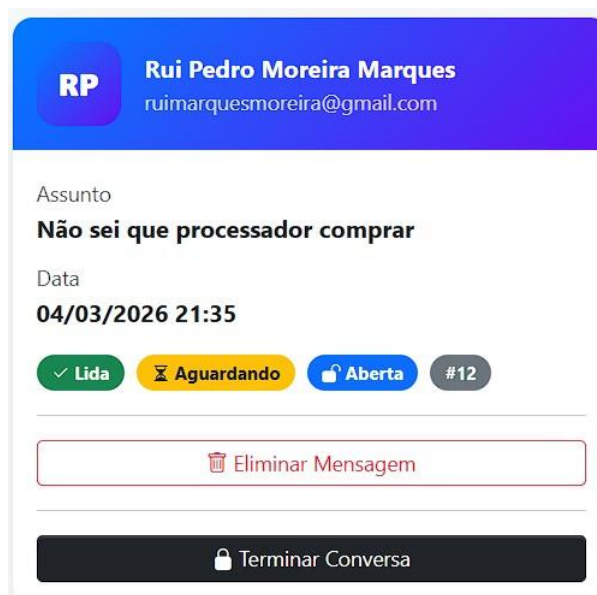 RP
Rui Pedro Moreira Marques
ruimarquesmoreira@gmail.com
Assunto
Não sei que processador comprar
Data
04/03/2026 21:35
Lida
Aguardando
Aberta
#12
Eliminar Mensagem
Terminar Conversa